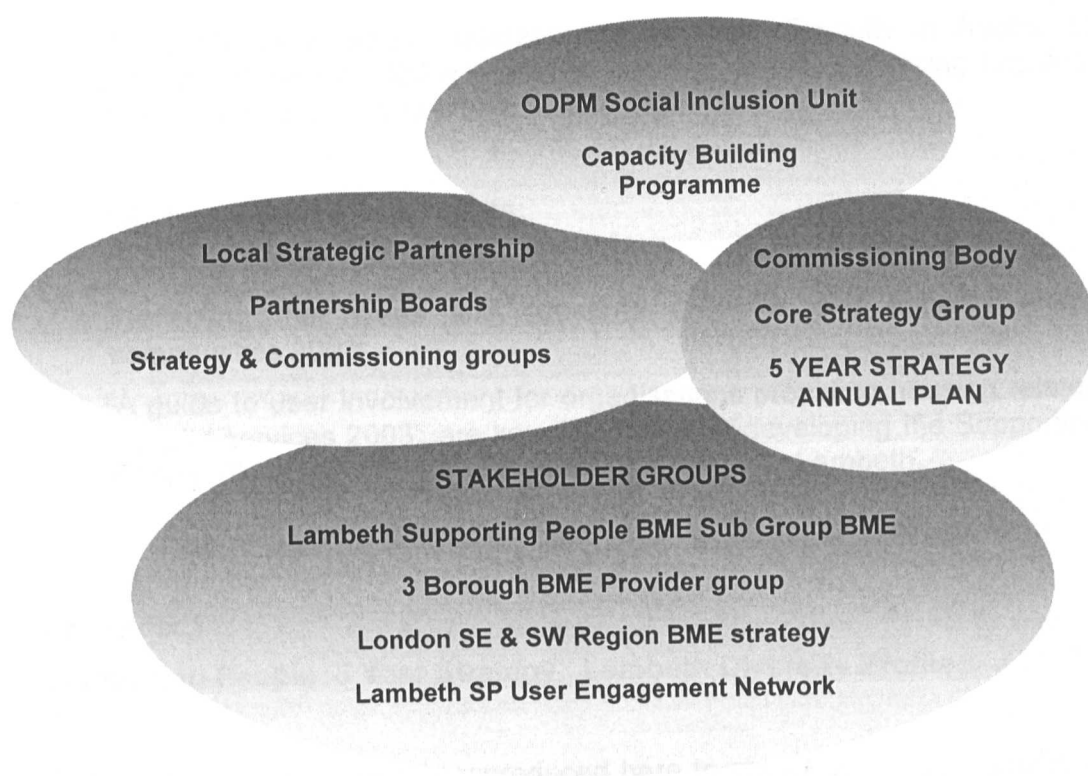 ODPM Social Inclusion Unit
Capacity Building
Programme
Local Strategic Partnership
Partnership Boards
Strategy & Commissioning groups
Commissioning Body
Core Strategy Group
5 YEAR STRATEGY
ANNUAL PLAN
STAKEHOLDER GROUPS
Lambeth Supporting People BME Sub Group BME
3 Borough BME Provider group
London SE & SW Region BME strategy
Lambeth SP User Engagement Network